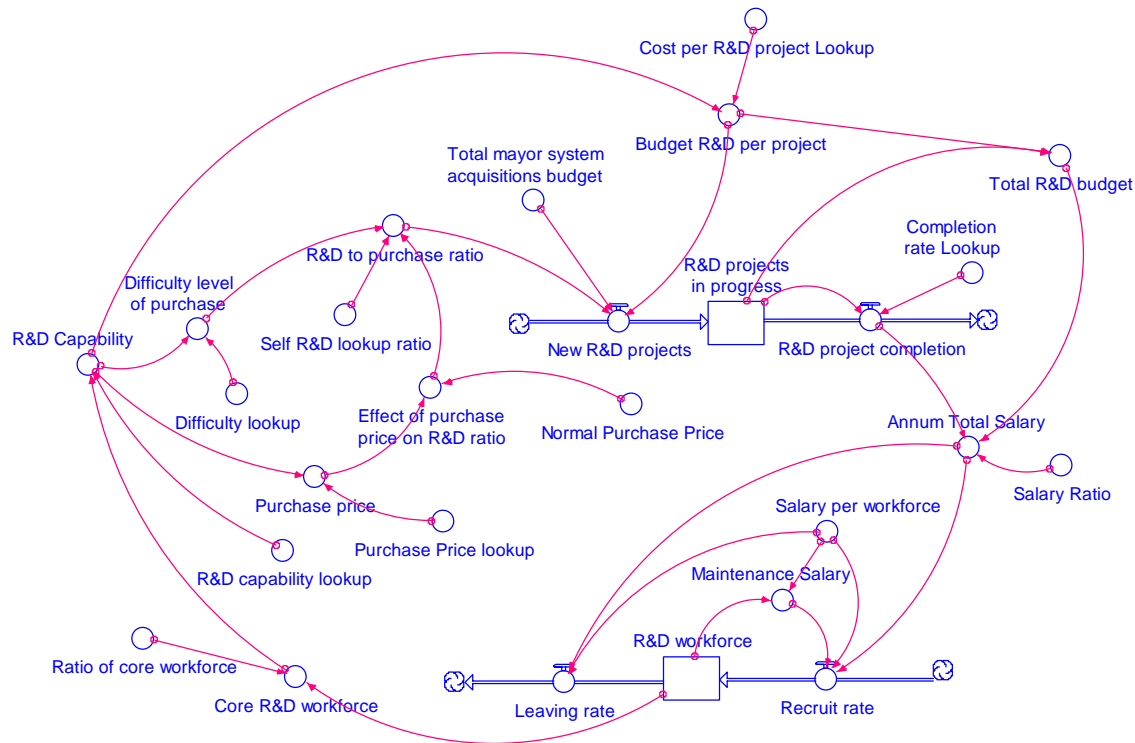 Cost per R&D project Lookup
Budget R&D per project
Total mayor system
acquisitions budget
Total R&D budget
Completion
rate Lookup
R&D to purchase ratio
R&D projects
in progress
Difficulty level
of purchase
R&D Capability
Self R&D lookup ratio
New R&D projects
R&D project completion
Difficulty lookup
Effect of purchase
price on R&D ratio
Normal Purchase Price
Annum Total Salary
Purchase price
Salary Ratio
Salary per workforce
Purchase Price lookup
R&D capability lookup
Maintenance Salary
R&D workforce
Ratio of core workforce
Core R&D workforce
Leaving rate
Recruit rate